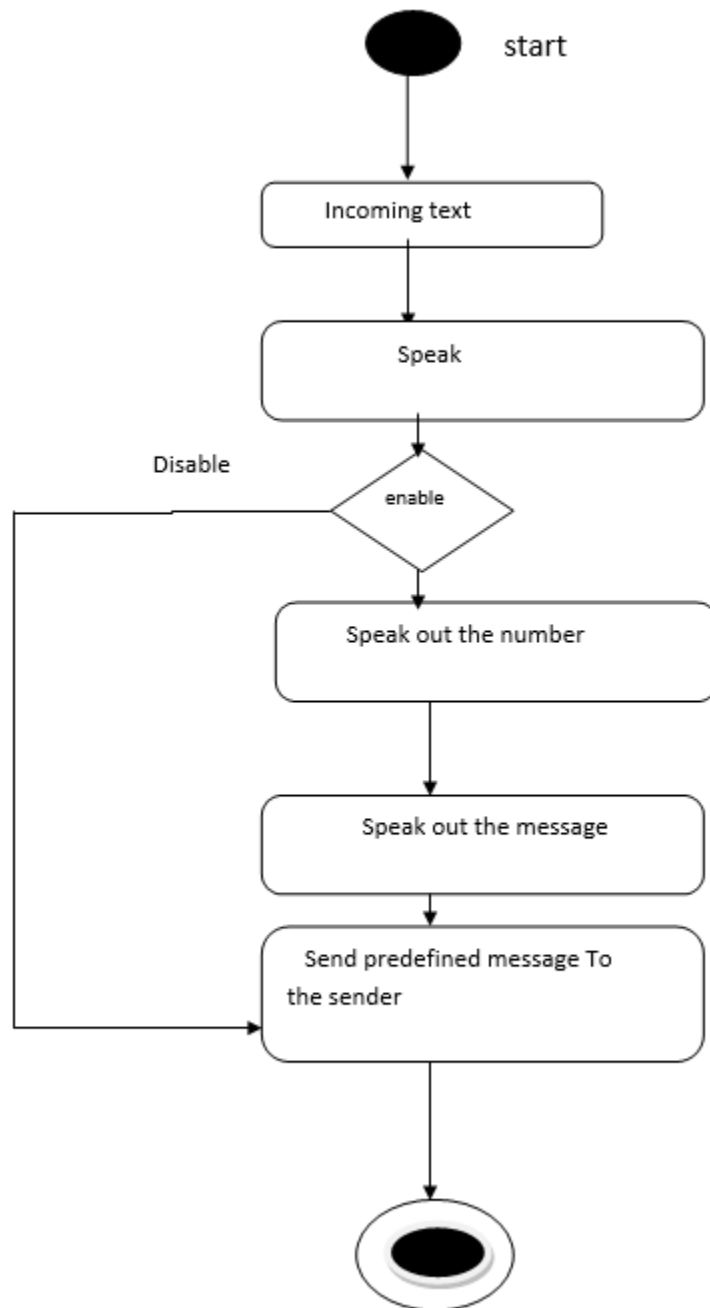 start
Incoming text
Speak
Disable
enable
Speak out the number
Speak out the message
Send predefined message To
the sender